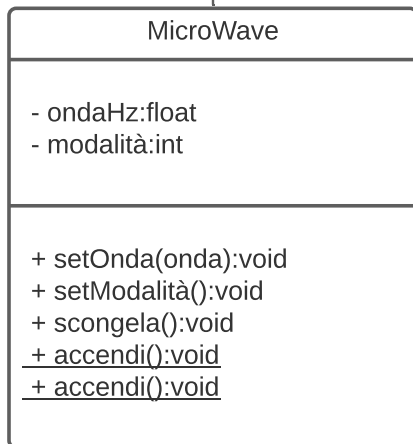 MicroWave
- ondaHz:float
- modalità:int
+ setOnda(onda):void
+ setModalità():void
+ scongela():void
+ accendi():void
+ accendi():void